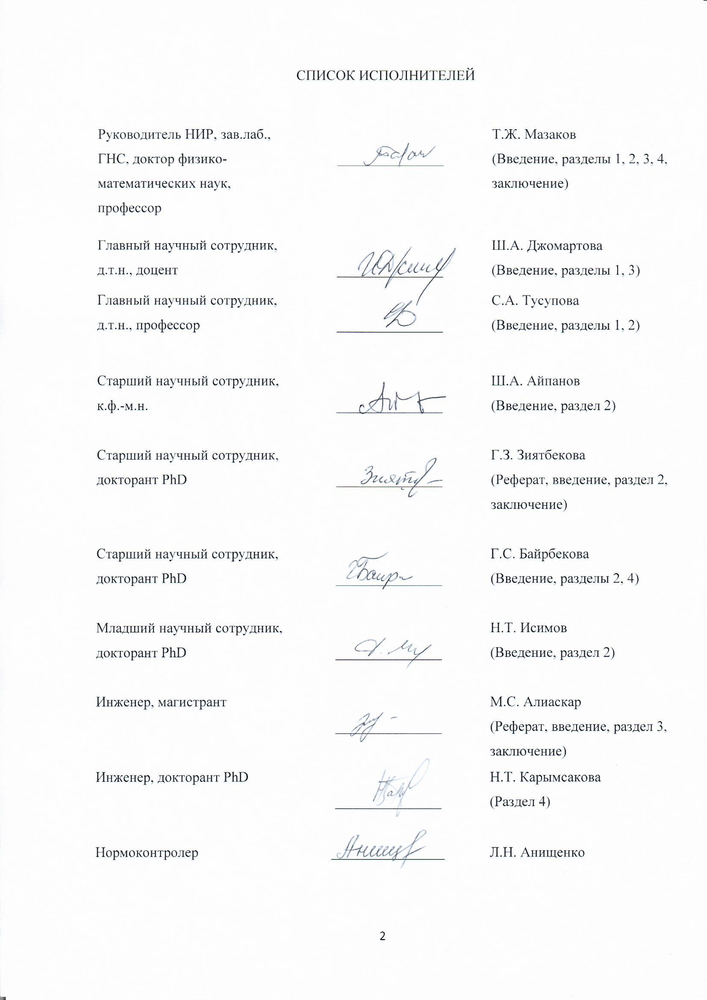 СПИСОК ИСПОЛНИТЕЛЕЙ
Руководитель НИР, зав.лаб.,
ГНС, доктор физико-
математических наук,
профессор
Т.Ж. Мазаков
(Введение, разделы 1, 2, 3, 4,
заключение)
Главный научный сотрудник,
д.т.н., доцент
Ш.А. Джомартова
(Введение, разделы 1, 3)
Главный научный сотрудник,
д.т.н., профессор
С.А. Тусупова
(Введение, разделы 1, 2)
Старший научный сотрудник,
к.ф.-м.н.
Ш.А. Айпанов
(Введение, раздел 2)
Старший научный сотрудник,
докторант PhD
Г.З. Зиятбекова
(Реферат, введение, раздел 2,
заключение)
Старший научный сотрудник,
докторант PhD
Г.С. Байрбекова
(Введение, разделы 2, 4)
Младший научный сотрудник,
докторант PhD
Н.Т. Исимов
(Введение, раздел 2)
Инженер, магистрант
М.С. Алиаскар
(Реферат, введение, раздел 3,
заключение)
Инженер, докторант PhD
Н.Т. Карымсакова
(Раздел 4)
Нормоконтролер
Л.Н. Анищенко
2